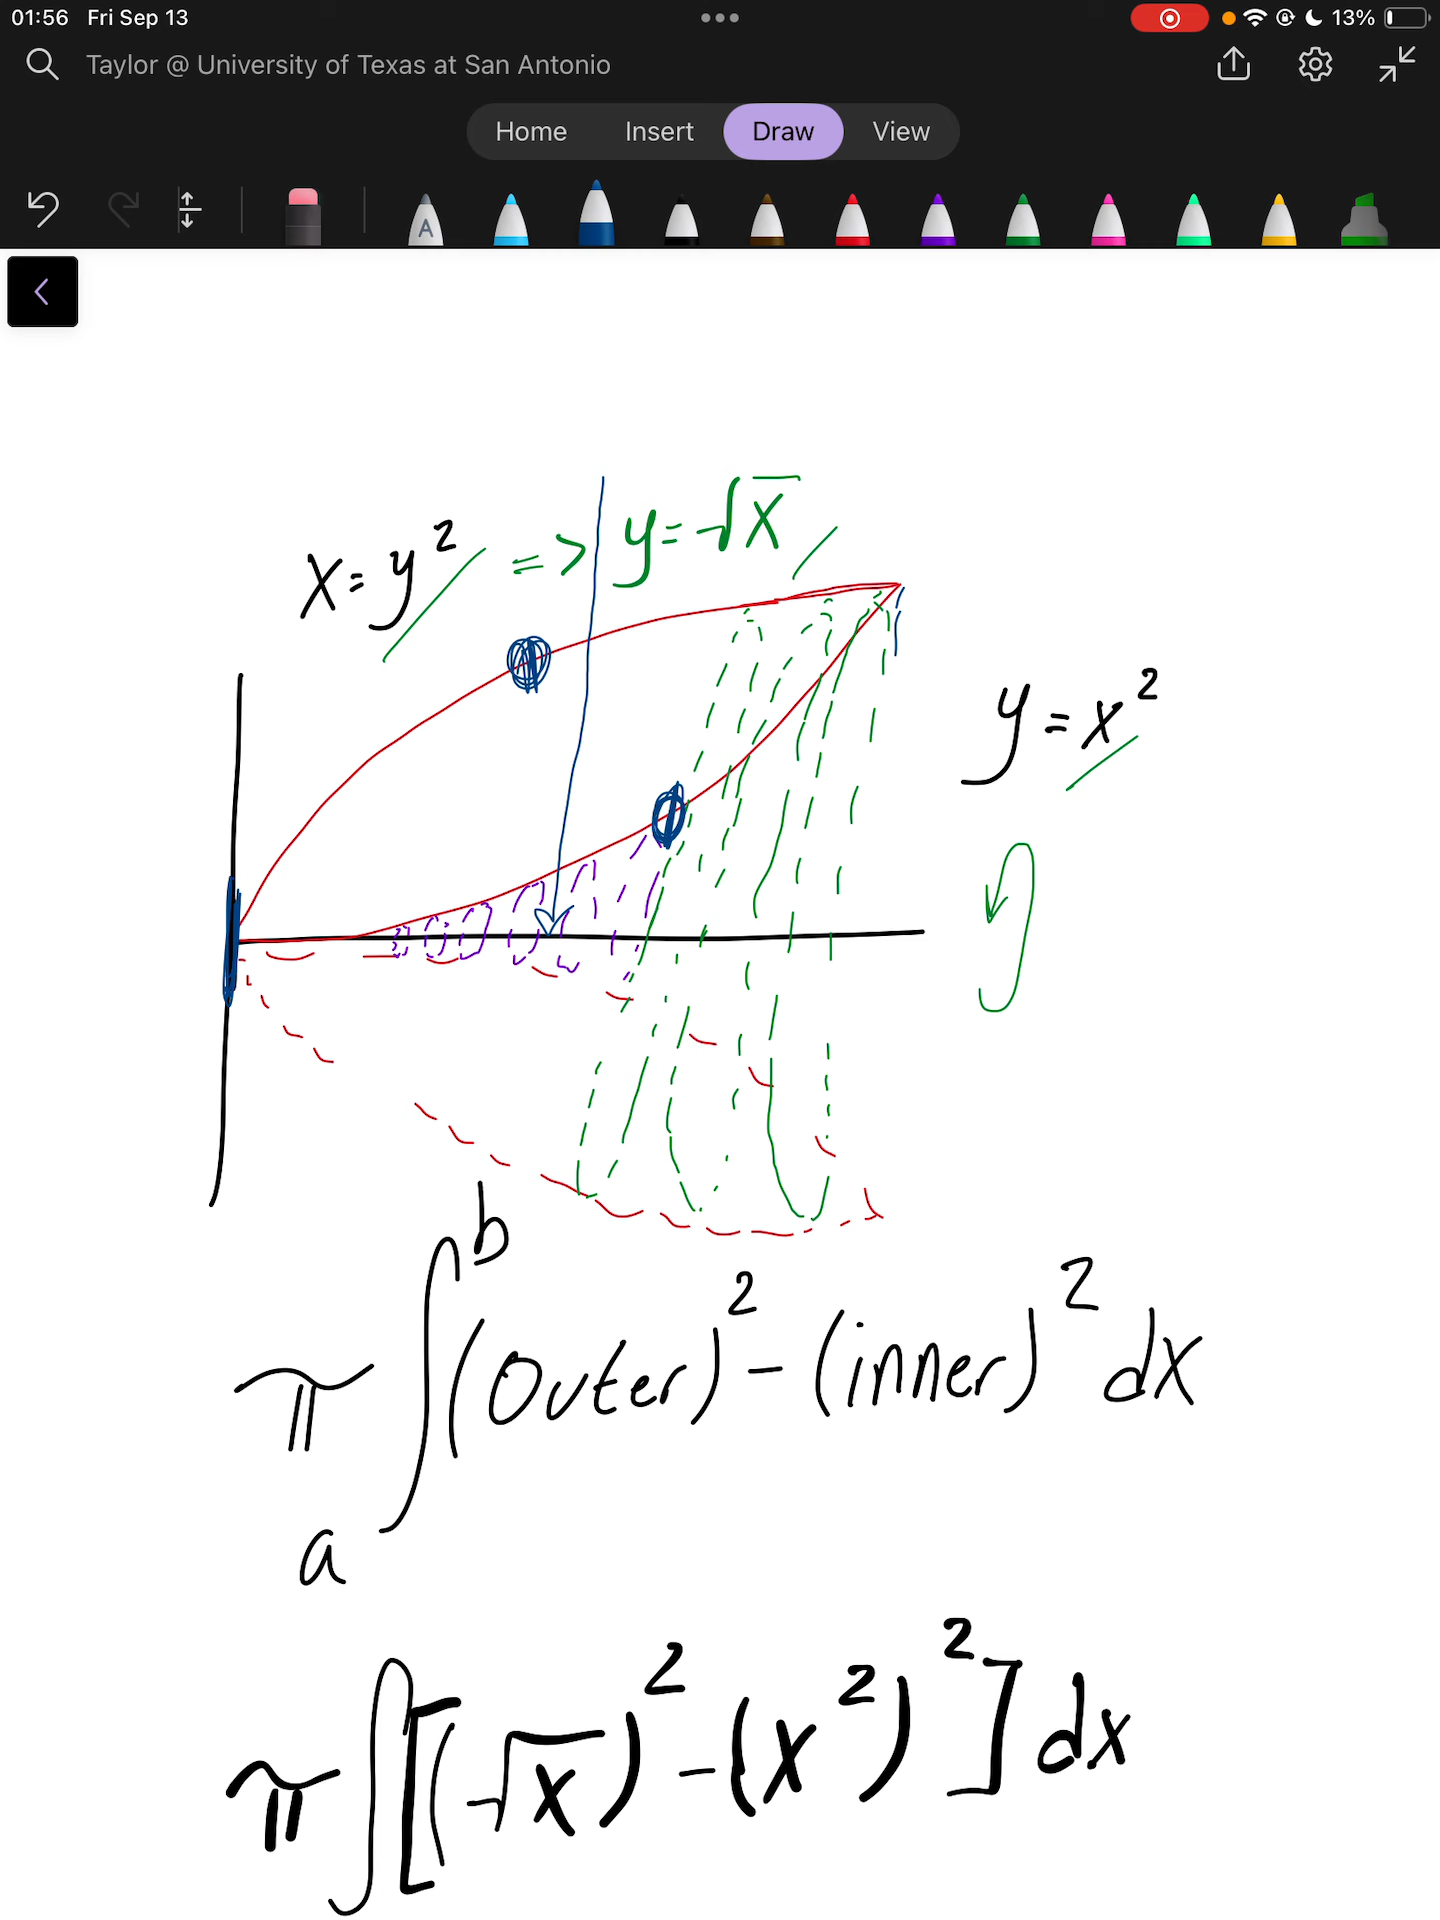 01:56 Fri Sep 13 13%
Taylor @ University of Texas at San Antonio
Home Insert Draw View
A
x = y² => y = √x
y = x²
π ∫ₐᵇ (outer)² - (inner)² dx
π ∫ [(√x)² - (x²)²] dx